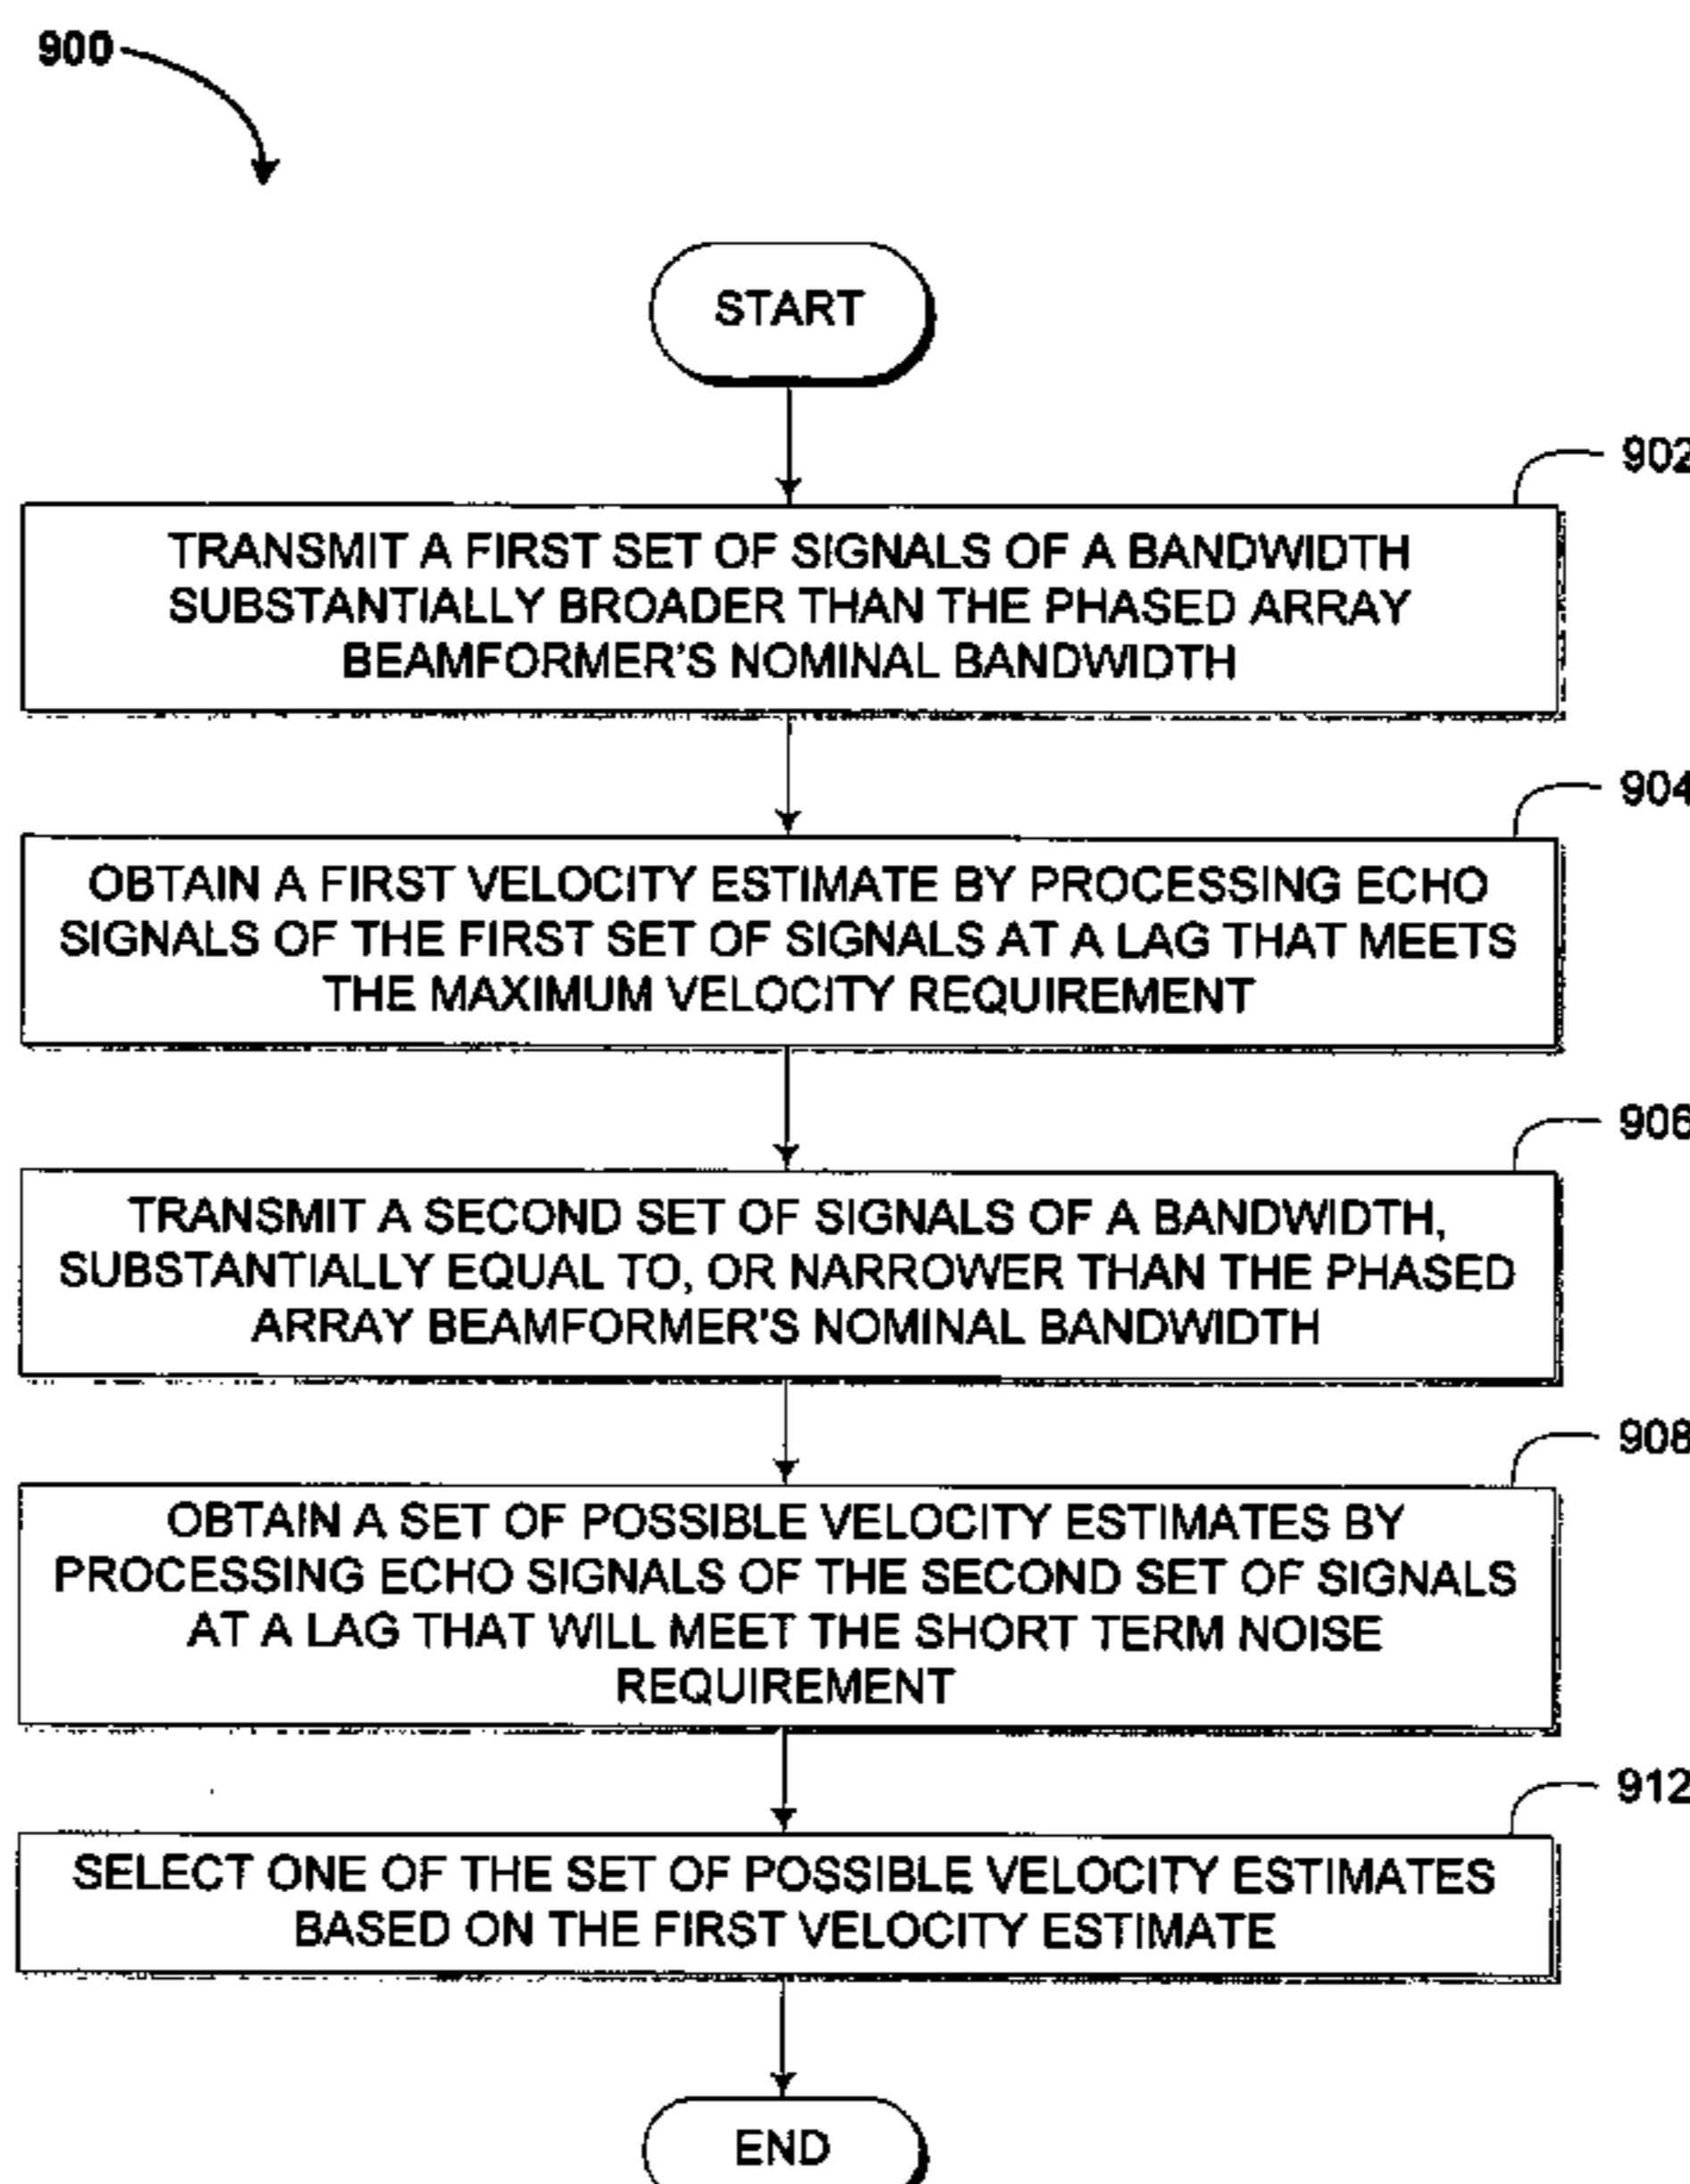 900
START
902
TRANSMIT A FIRST SET OF SIGNALS OF A BANDWIDTH
SUBSTANTIALLY BROADER THAN THE PHASED ARRAY
BEAMFORMER'S NOMINAL BANDWIDTH
904
OBTAIN A FIRST VELOCITY ESTIMATE BY PROCESSING ECHO
SIGNALS OF THE FIRST SET OF SIGNALS AT A LAG THAT MEETS
THE MAXIMUM VELOCITY REQUIREMENT
906
TRANSMIT A SECOND SET OF SIGNALS OF A BANDWIDTH,
SUBSTANTIALLY EQUAL TO, OR NARROWER THAN THE PHASED
ARRAY BEAMFORMER'S NOMINAL BANDWIDTH
908
OBTAIN A SET OF POSSIBLE VELOCITY ESTIMATES BY
PROCESSING ECHO SIGNALS OF THE SECOND SET OF SIGNALS
AT A LAG THAT WILL MEET THE SHORT TERM NOISE
REQUIREMENT
912
SELECT ONE OF THE SET OF POSSIBLE VELOCITY ESTIMATES
BASED ON THE FIRST VELOCITY ESTIMATE
END